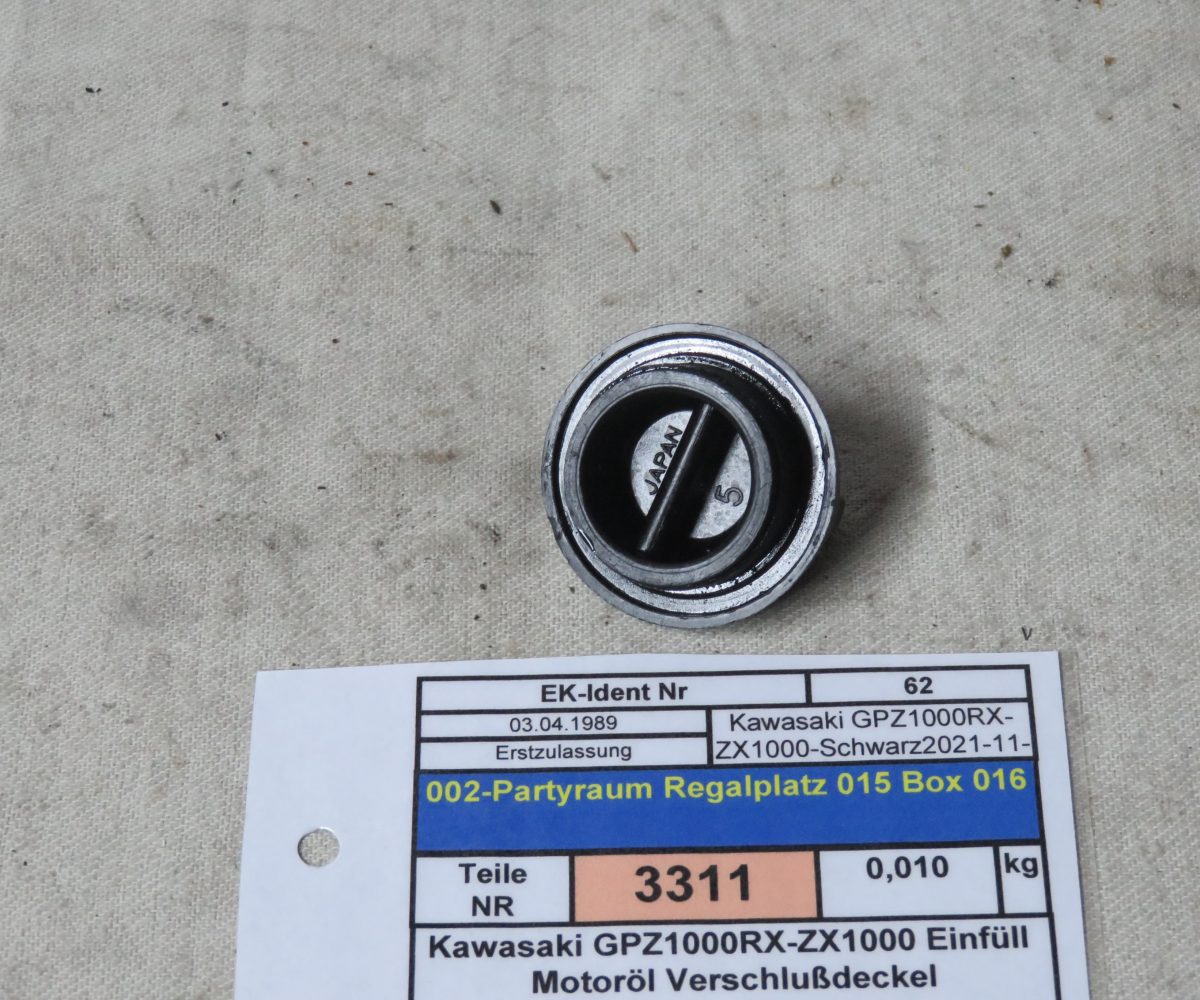 JAPAN
5
EK-Ident Nr
62
03.04.1989
Erstzulassung
Kawasaki GPZ1000RX-
ZX1000-Schwarz2021-11-
002-Partyraum Regalplatz 015 Box 016
Teile
NR
3311
0,010
kg
Kawasaki GPZ1000RX-ZX1000 Einfüll
Motoröl Verschlußdeckel